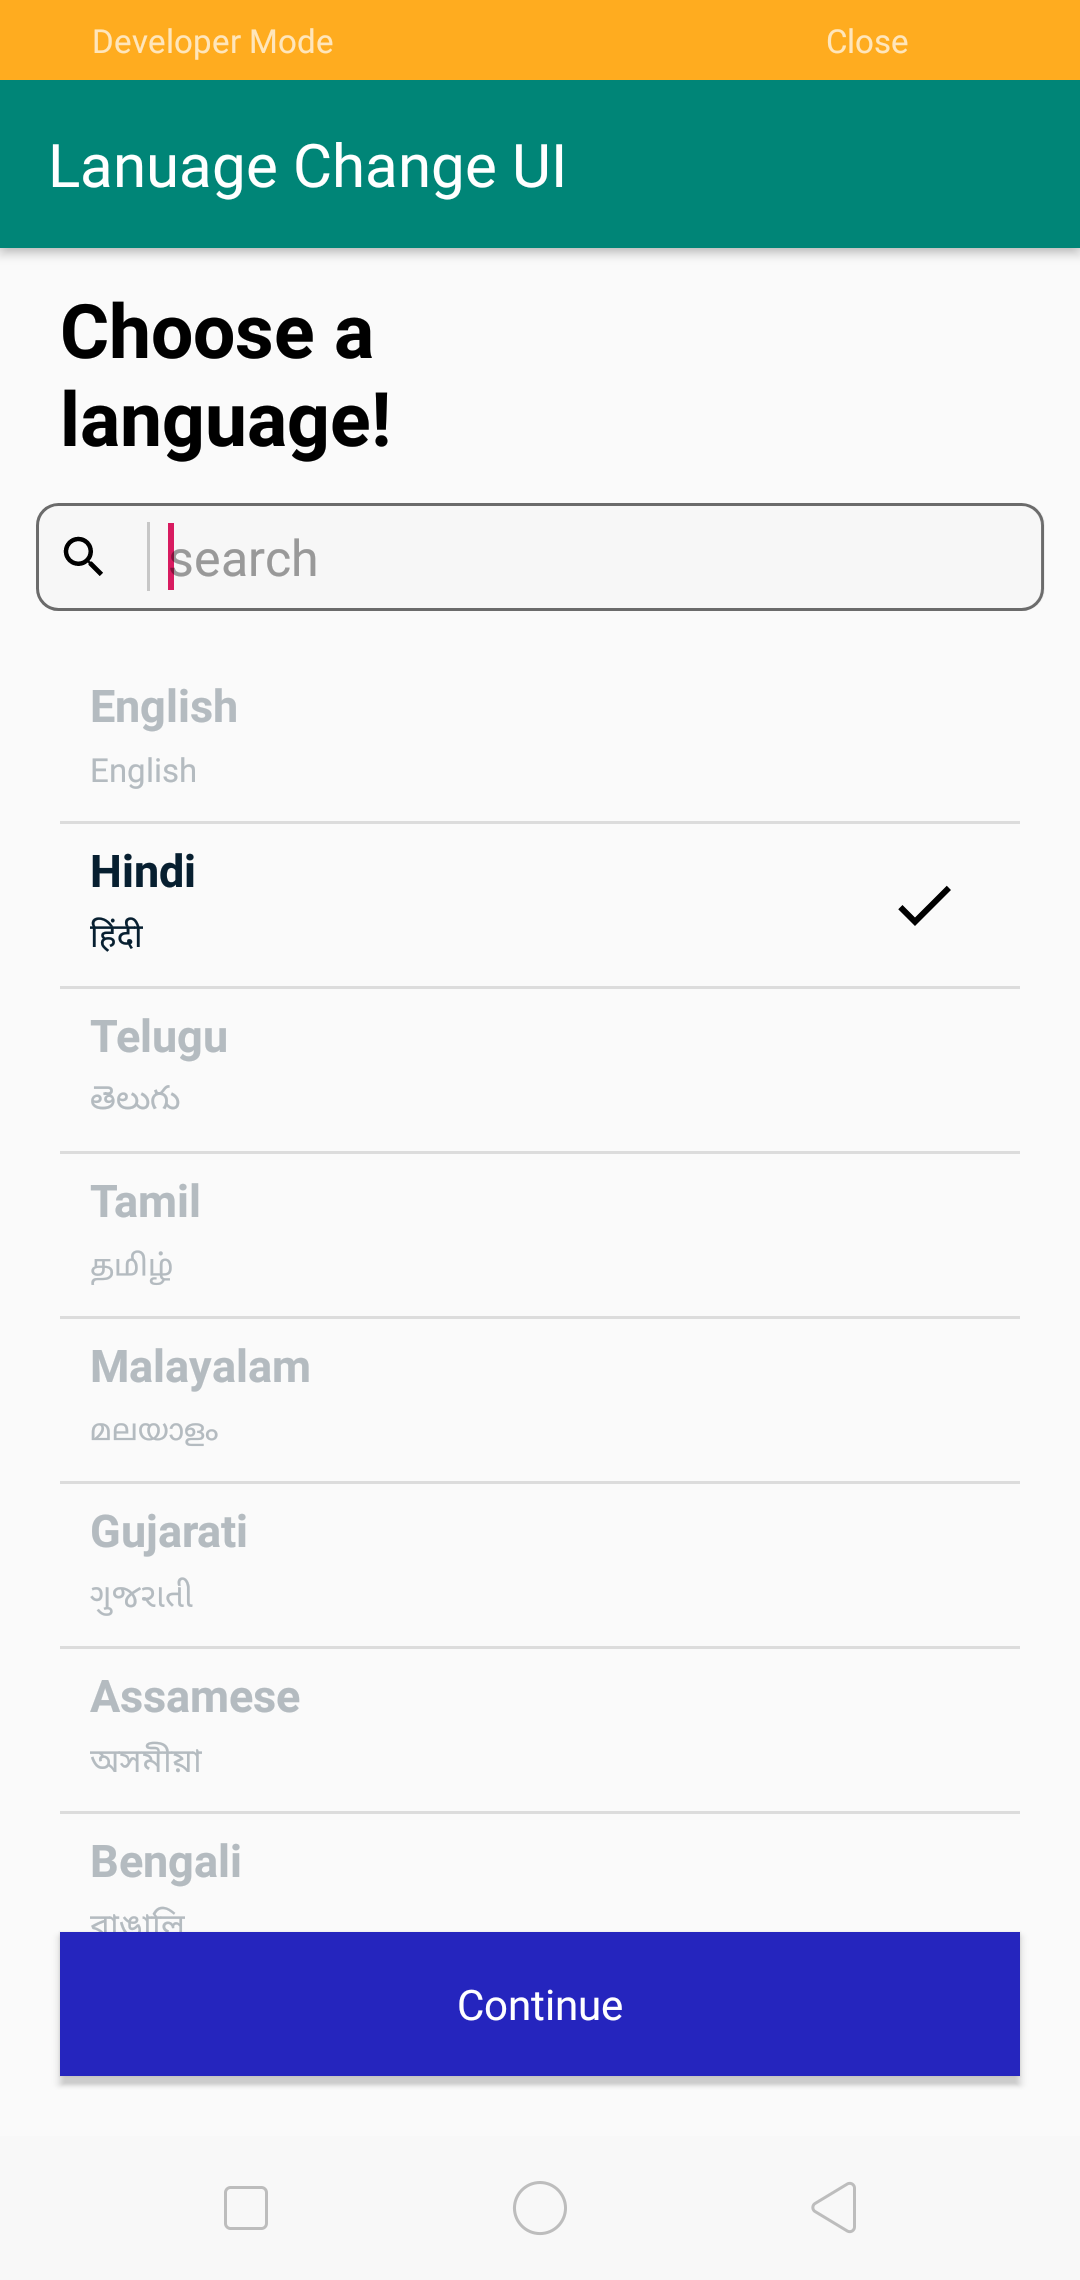 Developer Mode Close
Lanuage Change UI
Choose a
language!
search
English
English
Hindi
हिंदी
Telugu
తెలుగు
Tamil
தமிழ்
Malayalam
മലയാളം
Gujarati
ગુજરાતી
Assamese
অসমীয়া
Bengali
বাঙালি
Continue